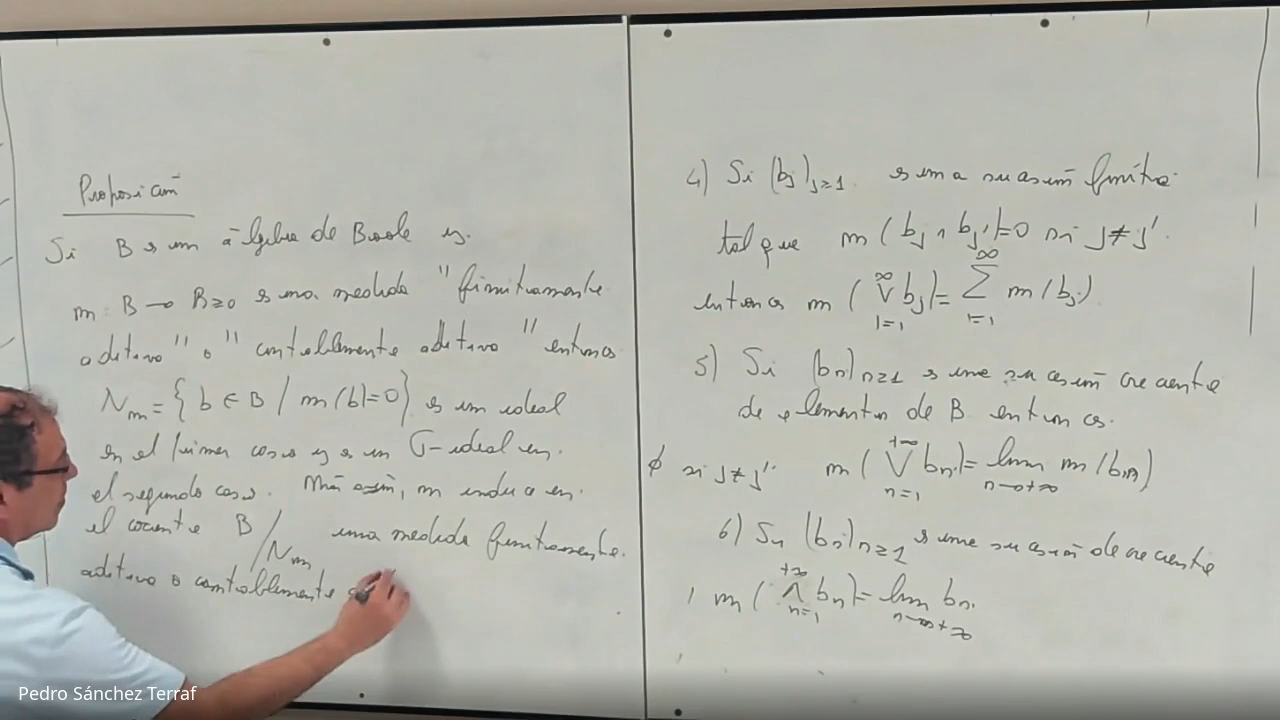 Proposición
Si B es un álgebra de Boole y
m: B → R≥0 es una medida "finitamente
aditiva" o "contablemente aditiva" entonces
N_m = { b ∈ B / m(b)=0 } es un ideal
en el primer caso y es un σ-ideal en
el segundo caso. Más aún, m induce en
el cociente B/N_m una medida finitamente
aditiva o contablemente a
4) Si (b_j)_{j≥1} es una sucesión finita
tal que m(b_j ∧ b_j')=0 si j≠j'
entonces m(⋁_{j=1}^∞ b_j) = ∑_{i=1}^∞ m(b_j)
5) Si (b_n)_{n≥1} es una sucesión creciente
de elementos de B entonces
∅ si j≠j' m(⋁_{n=1}^{+∞} b_n) = lim_{n→+∞} m(b_n)
6) Si (b_n)_{n≥1} es una sucesión decreciente
m(⋀_{n=1}^{+∞} b_n) = lim_{n→+∞} b_n
Pedro Sánchez Terraf